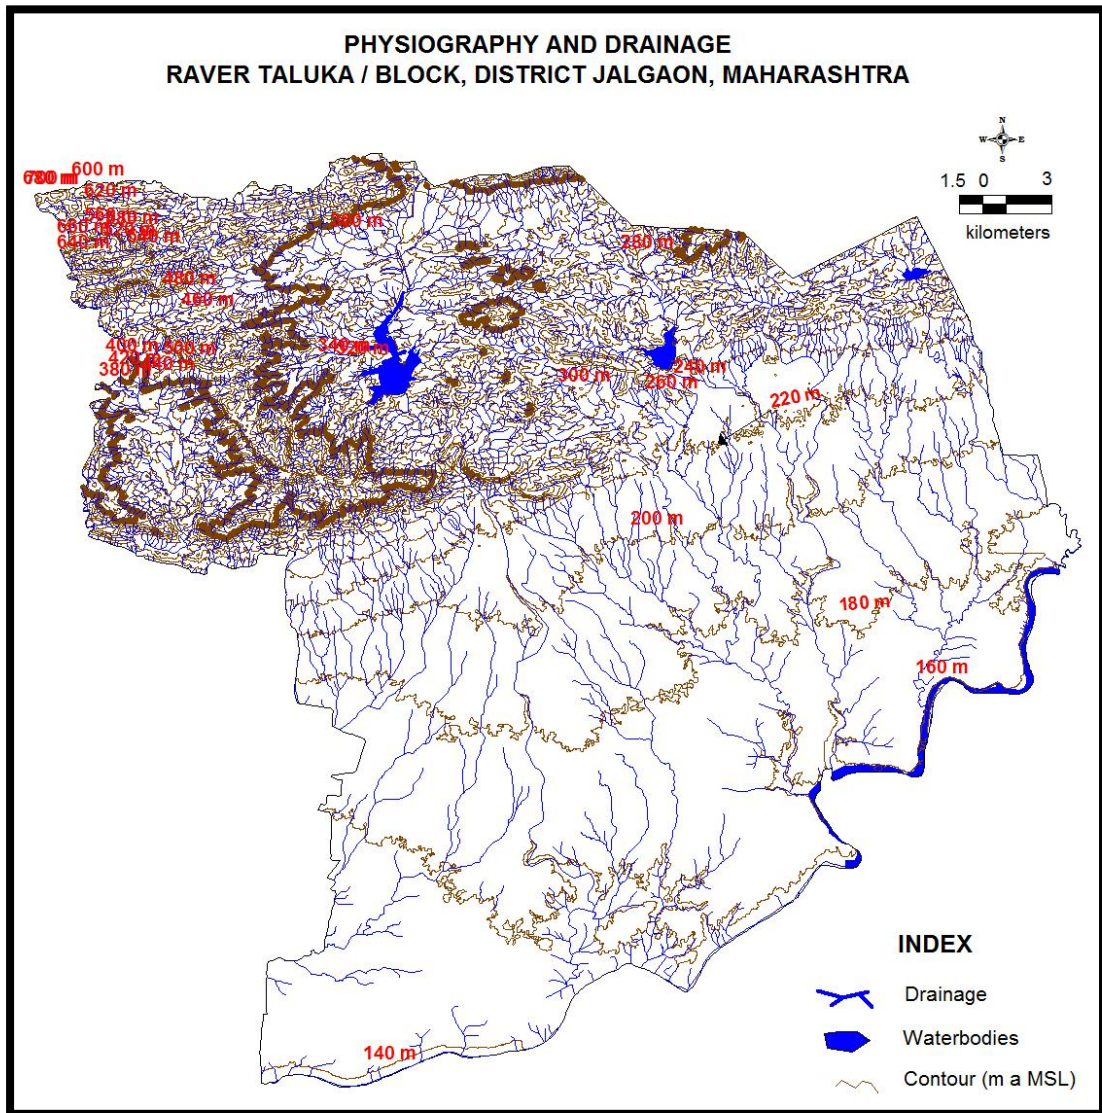 PHYSIOGRAPHY AND DRAINAGE
RAVER TALUKA / BLOCK, DISTRICT JALGAON, MAHARASHTRA
N
W E
S
1.5 0 3
kilometers
600 m
620 m
640 m
480 m
460 m
280 m
400 m
500 m
380
300 m
240 m
260 m
220 m
200 m
180 m
160 m
140 m
INDEX
Drainage
Waterbodies
Contour (m a MSL)